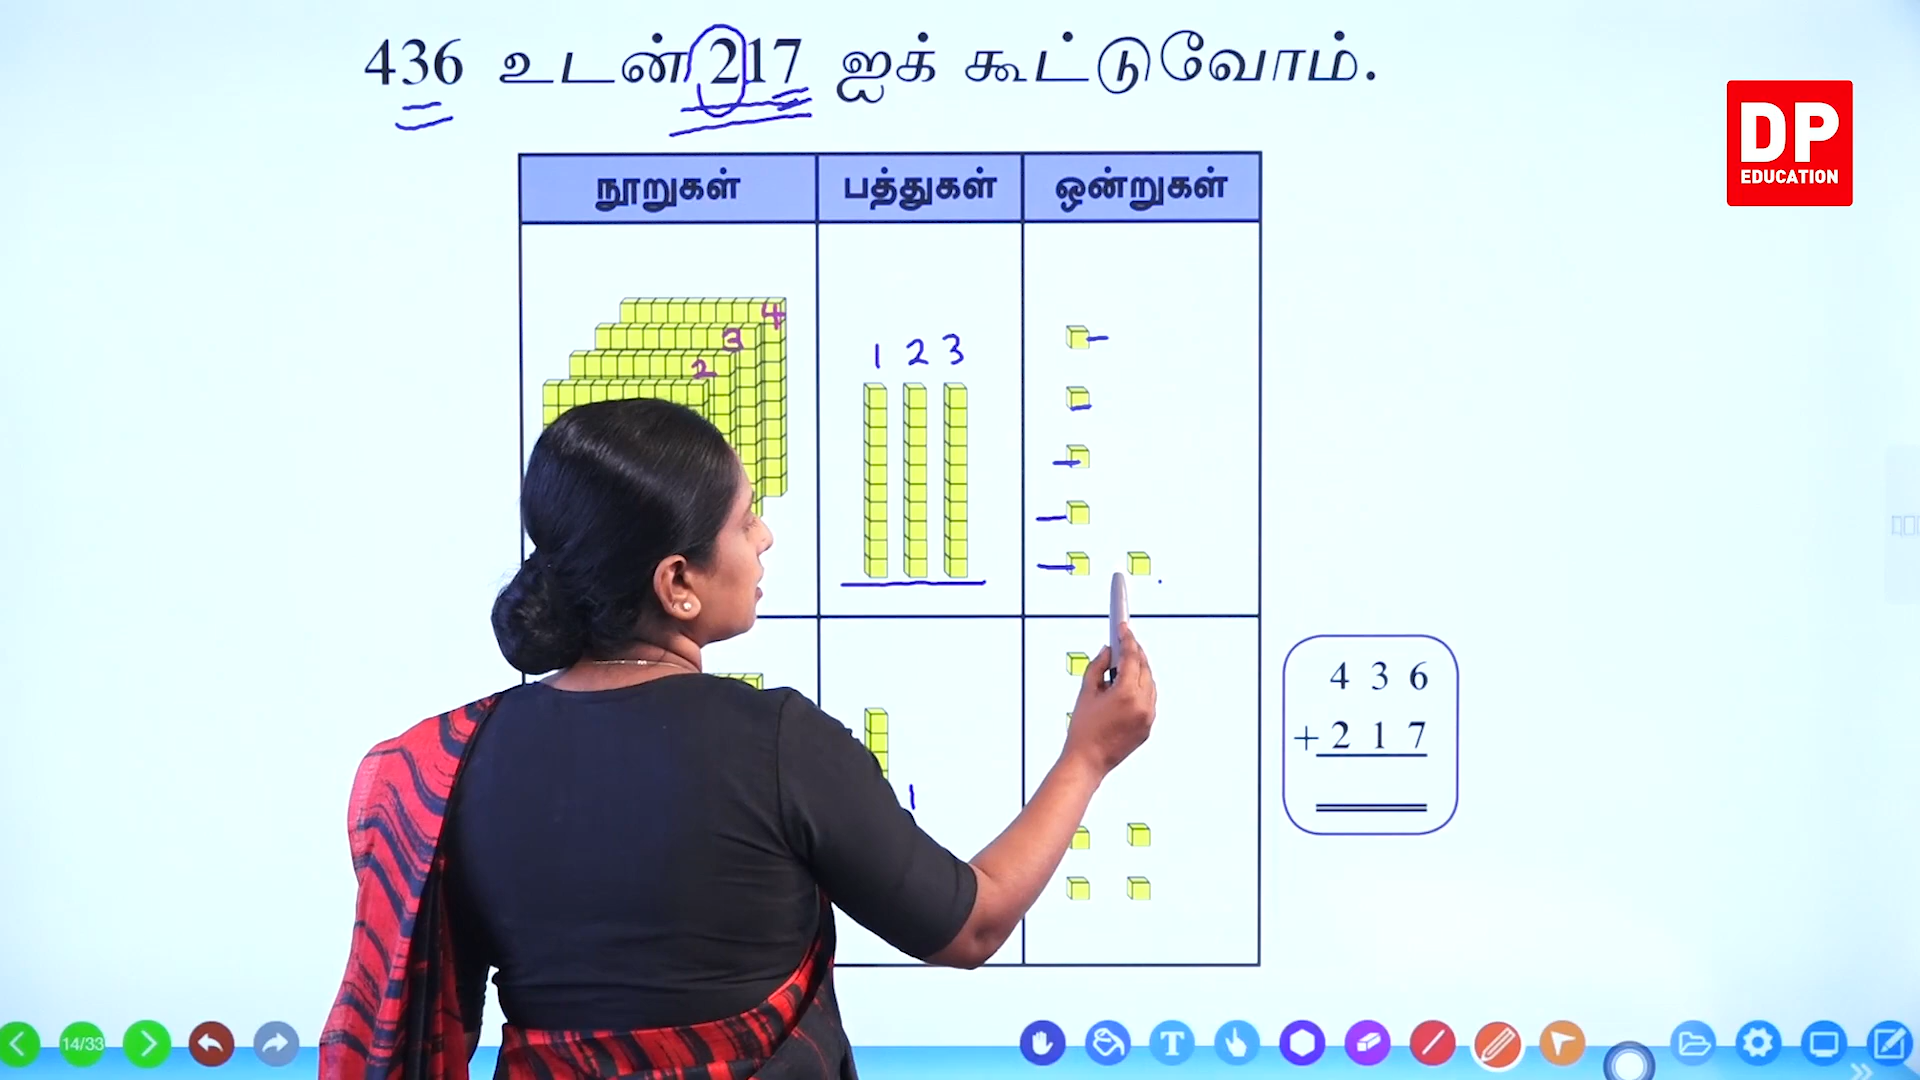 436 உடன் 217 ஐக் கூட்டுவோம்.
DP
EDUCATION
நூறுகள் பத்துகள் ஒன்றுகள்
4
3
2
1 2 3
1
4 3 6
+ 2 1 7
14/33
T